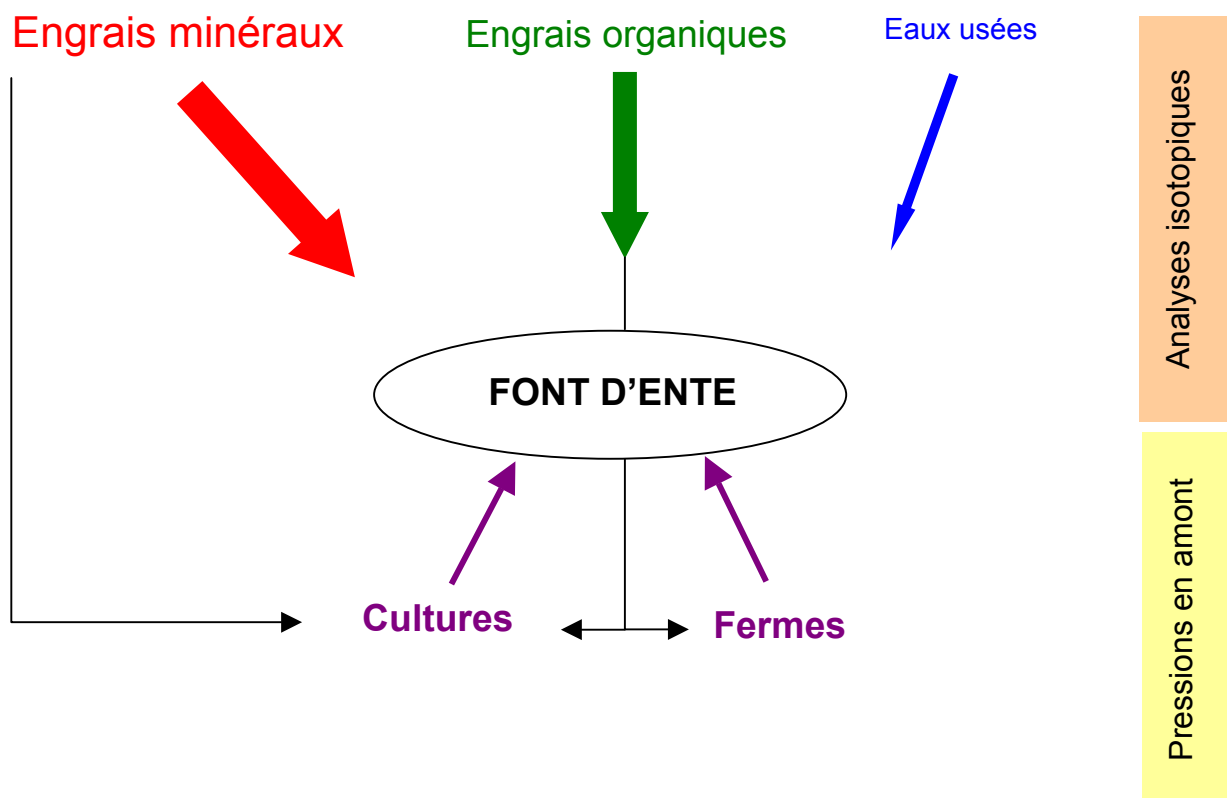 Engrais minéraux
Engrais organiques
Eaux usées
Analyses isotopiques
FONT D’ENTE
Cultures
Fermes
Pressions en amont